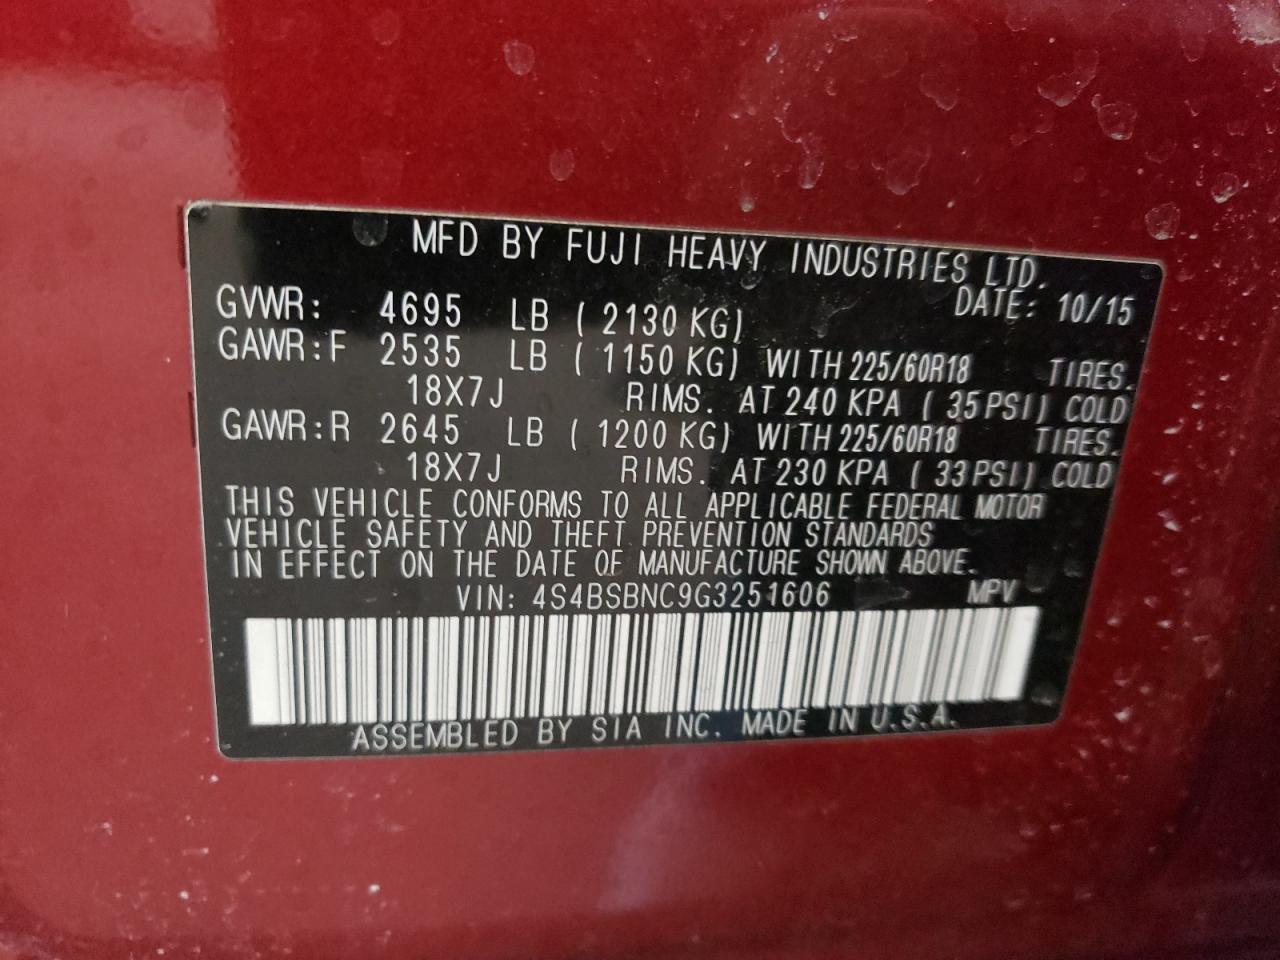 MFD BY FUJI HEAVY INDUSTRIES LTD.
DATE: 10/15
GVWR: 4695 LB ( 2130 KG)
GAWR:F 2535 LB ( 1150 KG) WITH 225/60R18 TIRES.
18X7J RIMS. AT 240 KPA ( 35 PSI) COLD
GAWR:R 2645 LB ( 1200 KG) WITH 225/60R18 TIRES.
18X7J RIMS. AT 230 KPA ( 33 PSI) COLD
THIS VEHICLE CONFORMS TO ALL APPLICABLE FEDERAL MOTOR
VEHICLE SAFETY AND THEFT PREVENTION STANDARDS
IN EFFECT ON THE DATE OF MANUFACTURE SHOWN ABOVE.
VIN: 4S4BSBNC9G3251606 MPV
ASSEMBLED BY SIA INC. MADE IN U.S.A.